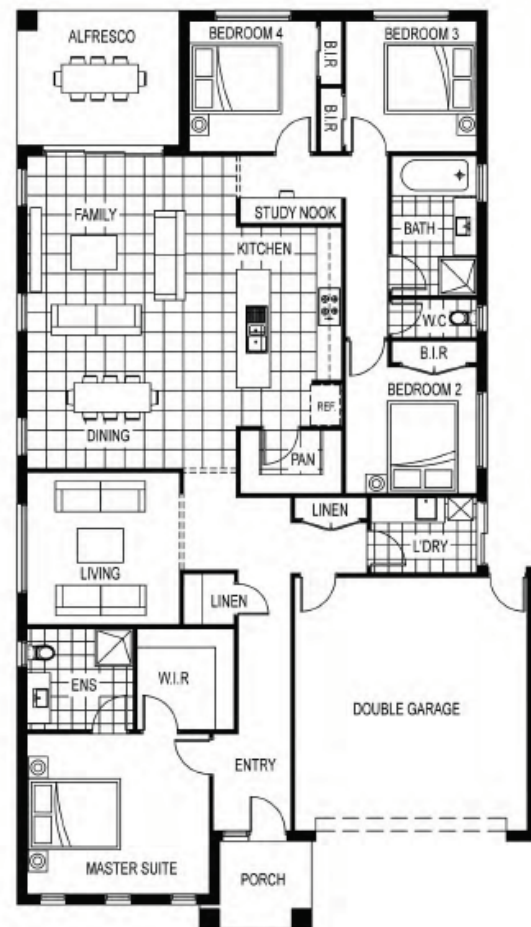 ALFRESCO
BEDROOM 4
B.I.R
BEDROOM 3
B.I.R
FAMILY
STUDY NOOK
BATH
KITCHEN
W.C
B.I.R
BEDROOM 2
REF.
DINING
PAN
LINEN
L'DRY
LIVING
LINEN
ENS
W.I.R
DOUBLE GARAGE
ENTRY
MASTER SUITE
PORCH